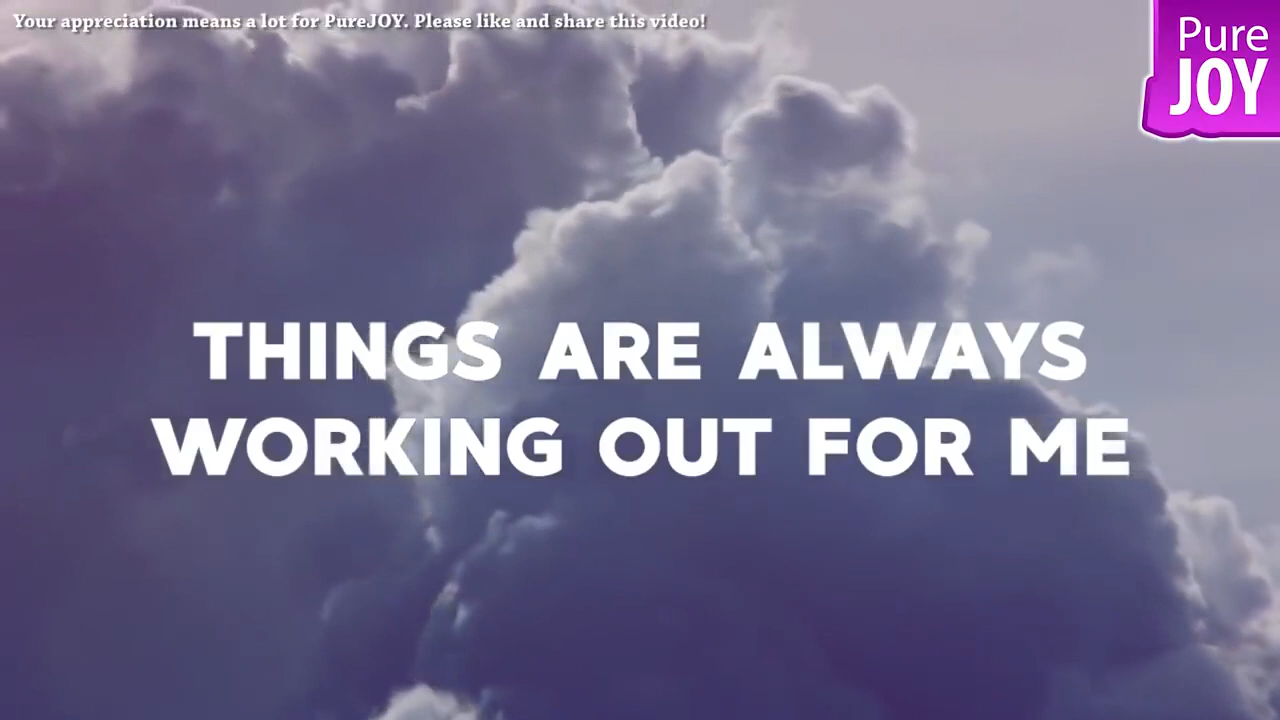 Your appreciation means a lot for PureJOY. Please like and share this video!
Pure
JOY
THINGS ARE ALWAYS
WORKING OUT FOR ME